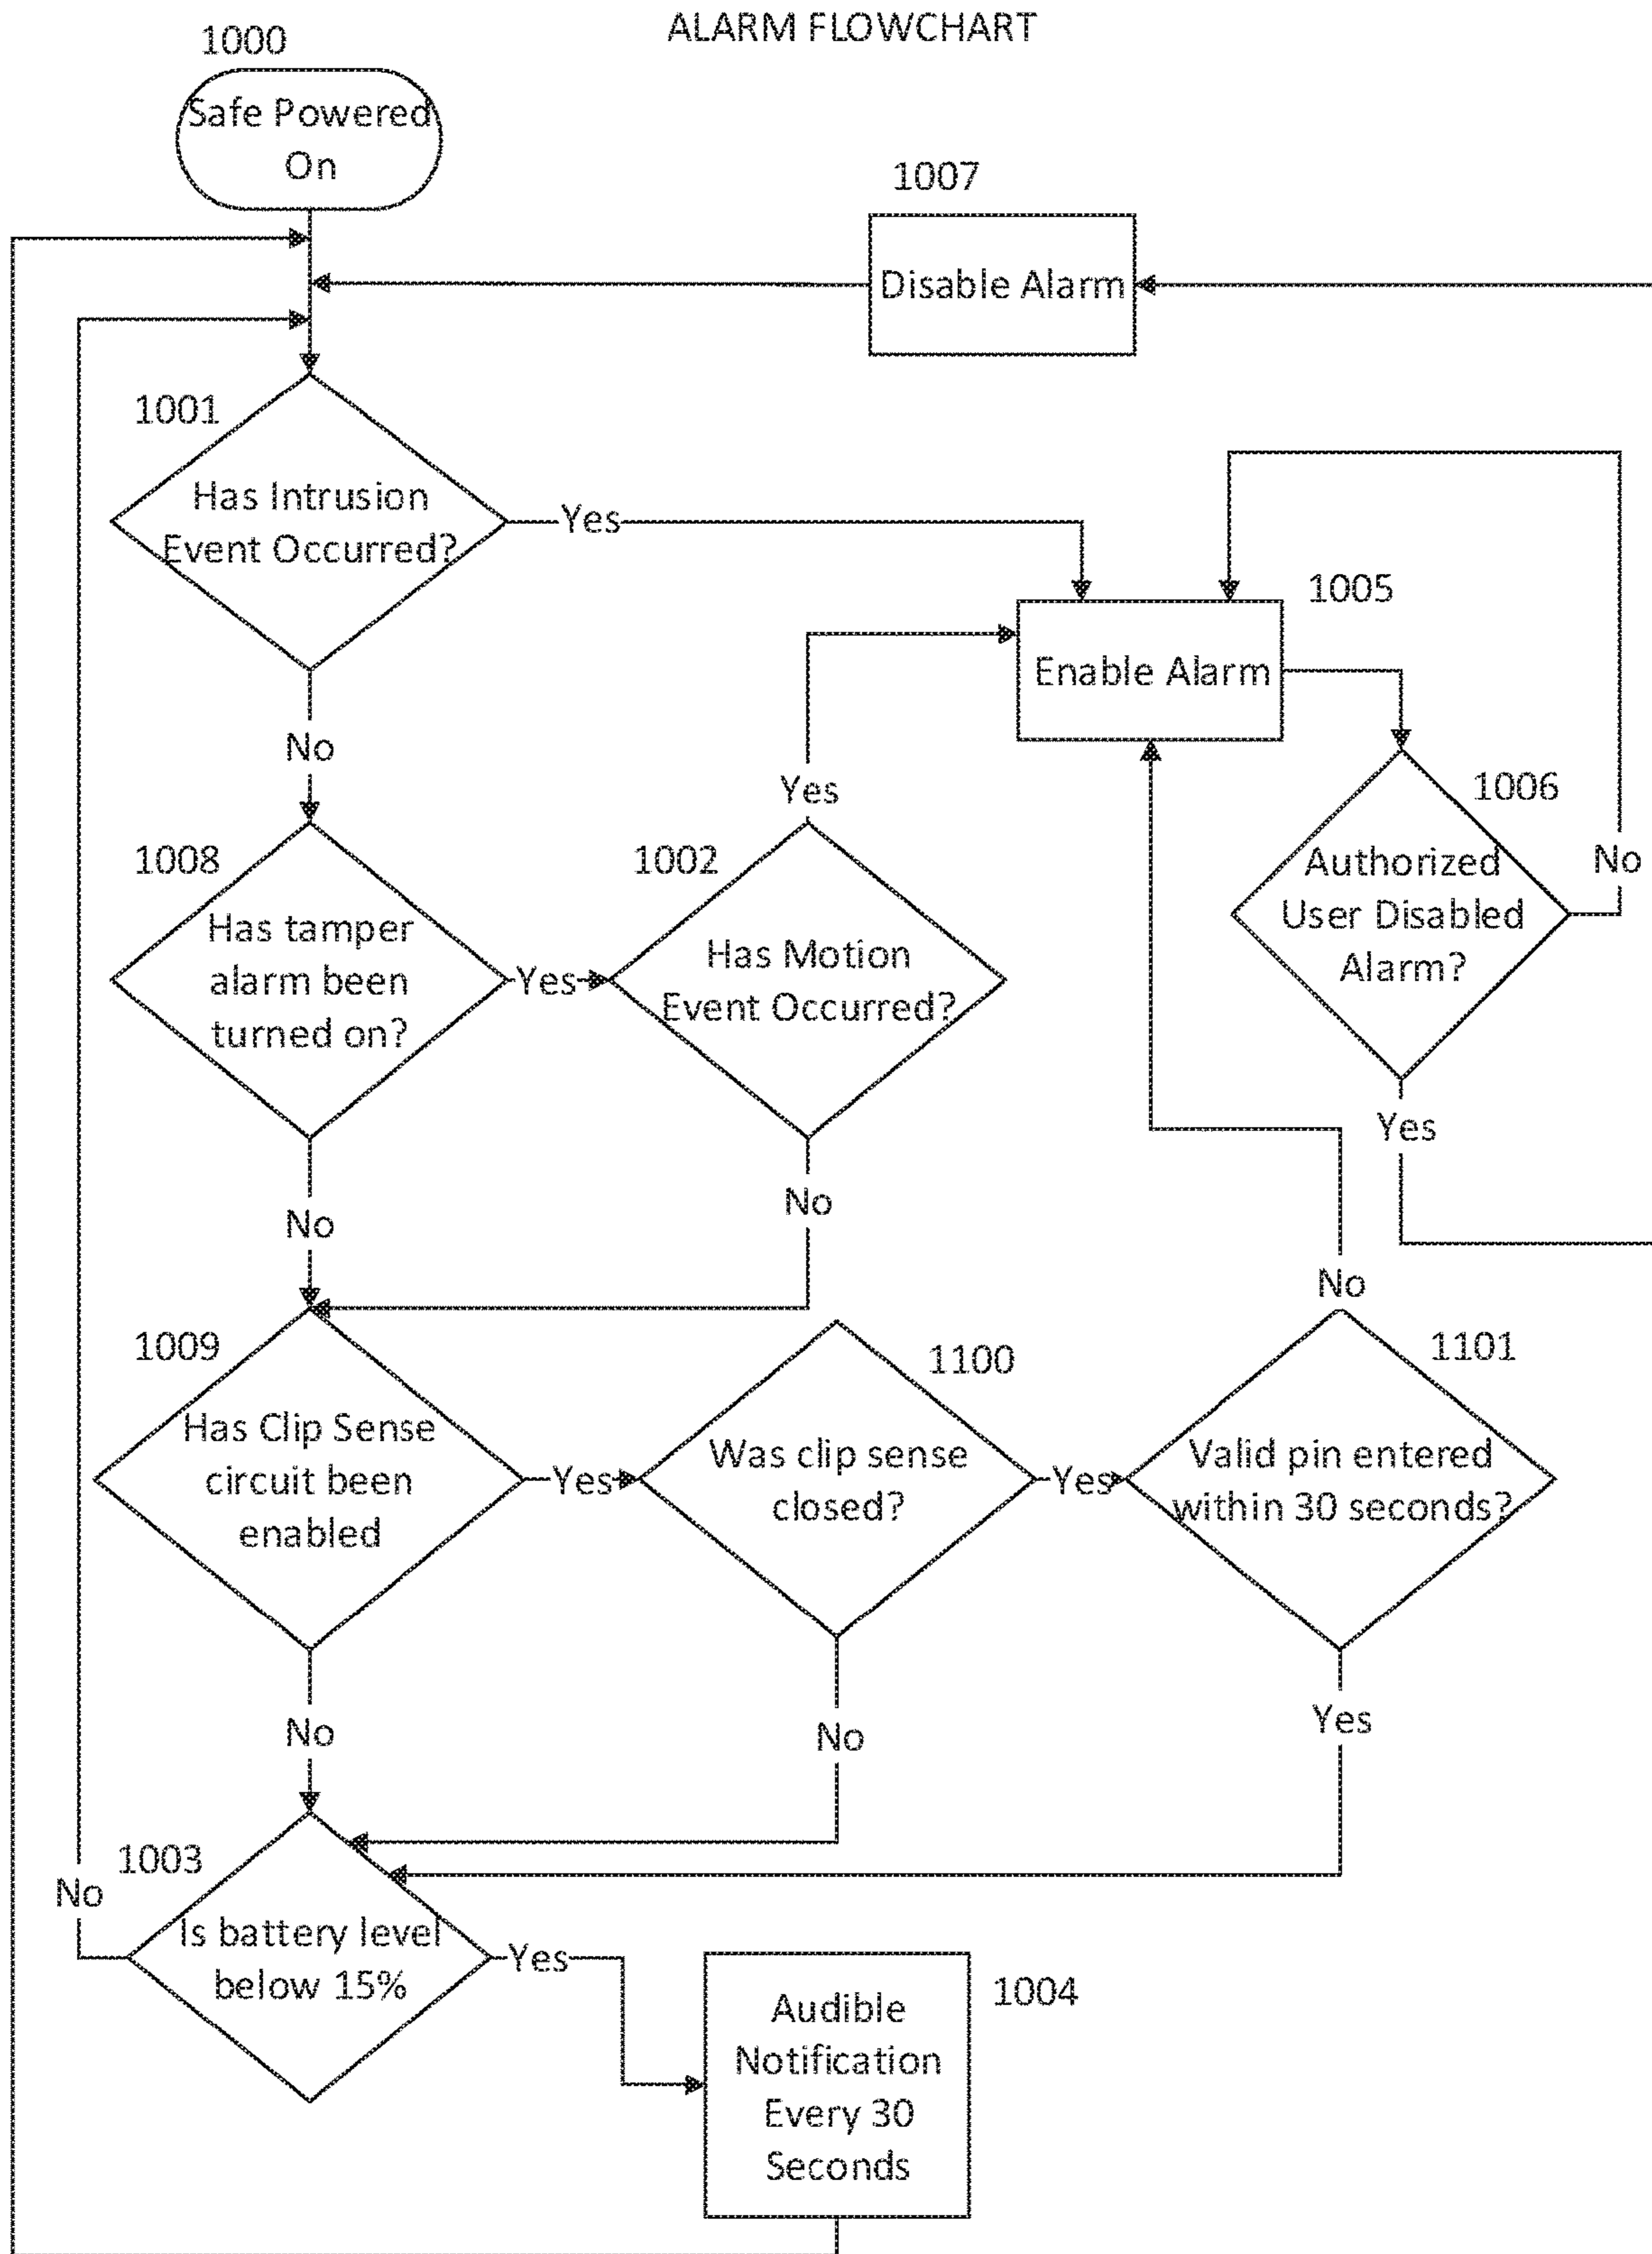 ALARM FLOWCHART
1000
Safe Powered
On
1007
Disable Alarm
1001
Has Intrusion
Event Occurred?
Yes
1005
Enable Alarm
No
Yes
1006
Authorized
User Disabled
Alarm?
No
1008
Has tamper
alarm been
turned on?
Yes
1002
Has Motion
Event Occurred?
Yes
No
No
No
1009
Has Clip Sense
circuit been
enabled
Yes
1100
Was clip sense
closed?
Yes
1101
Valid pin entered
within 30 seconds?
No
No
Yes
1003
No
Is battery level
below 15%
Yes
1004
Audible
Notification
Every 30
Seconds